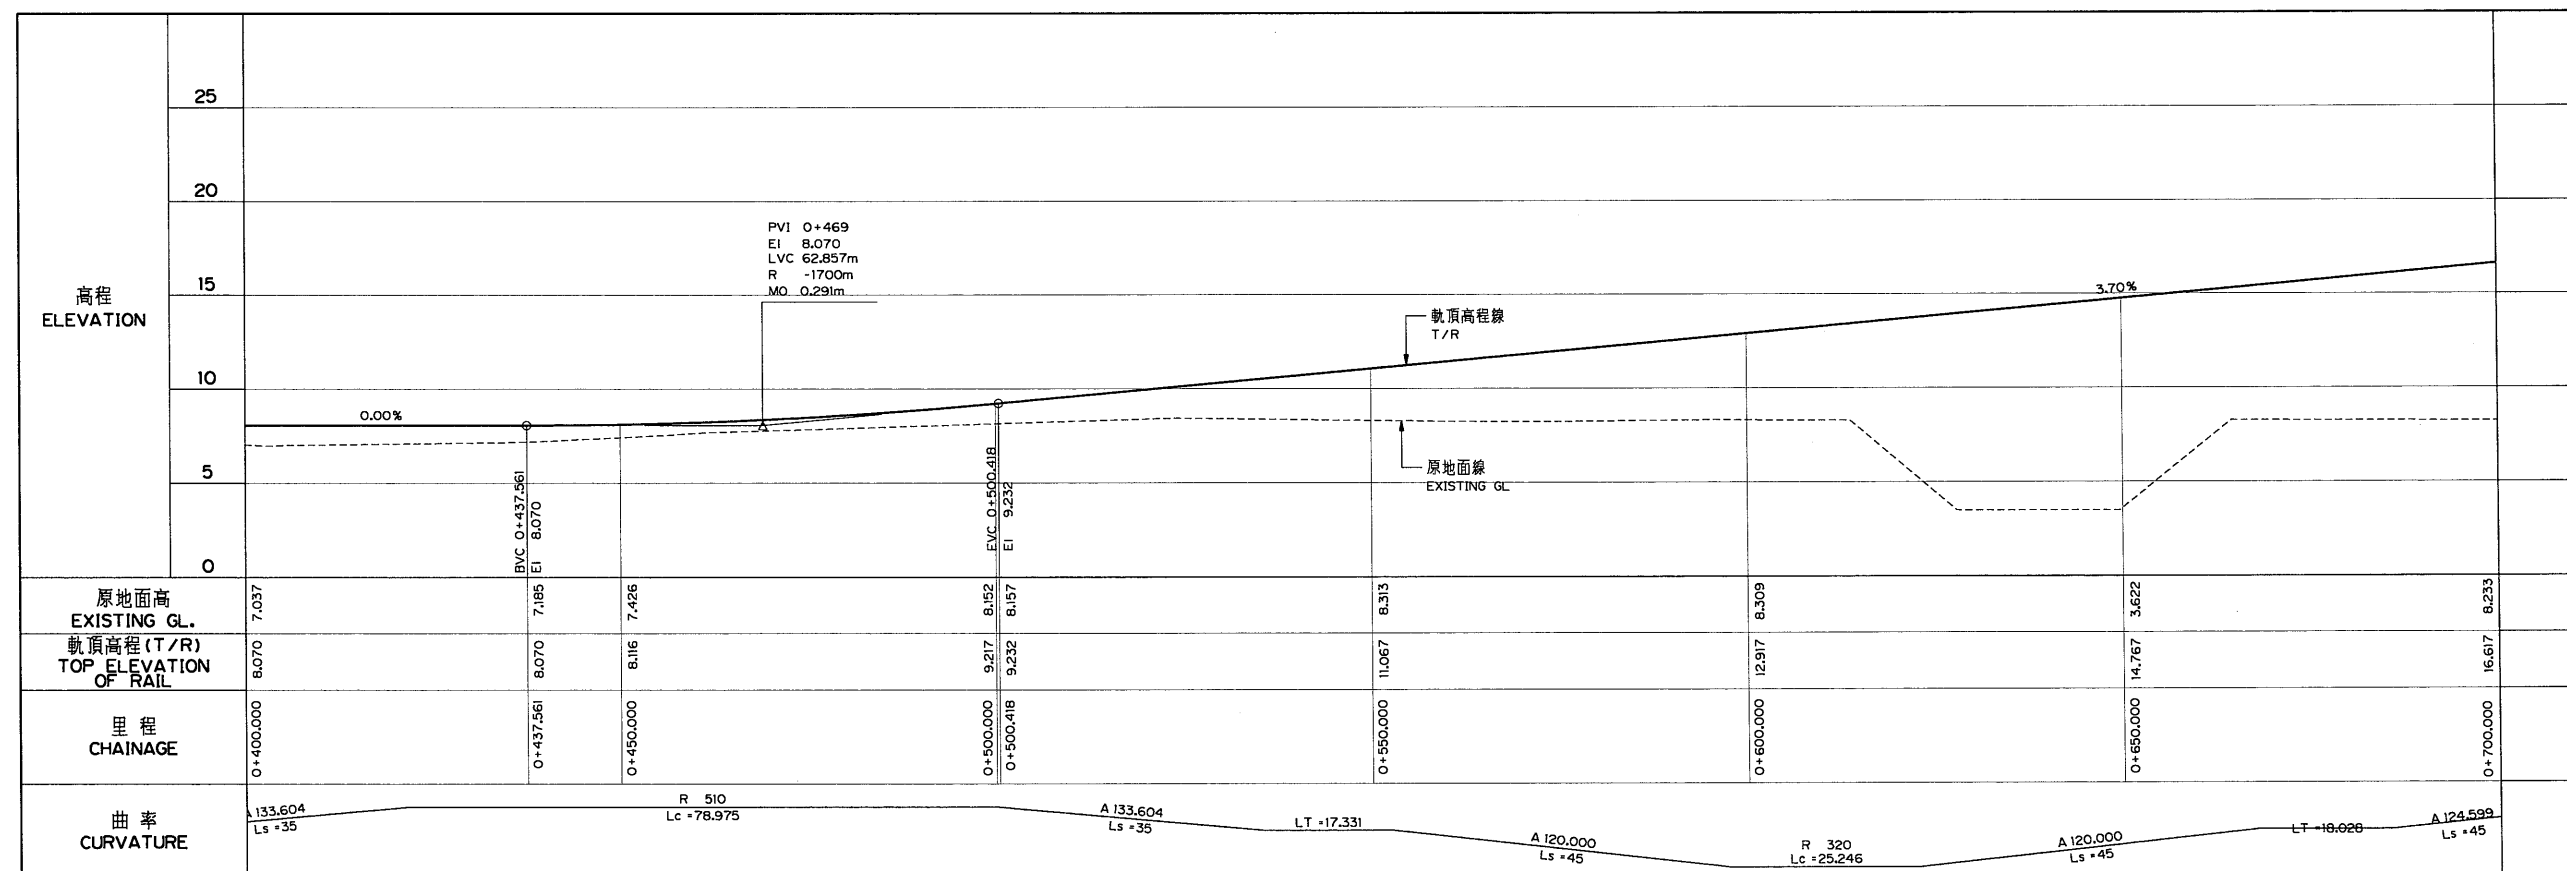 高程
ELEVATION
25
20
15
10
5
0
PVI 0+469
El 8.070
LVC 62.857m
R -1700m
MO 0.291m
0.00%
3.70%
軌頂高程線
T/R
原地面線
EXISTING GL
BVC 0+437.561
El 8.070
EVC 0+500.418
El 9.232
原地面高
EXISTING GL.
7.037
7.185
7.426
8.152
8.157
8.313
8.309
3.622
8.233
軌頂高程(T/R)
TOP ELEVATION
OF RAIL
8.070
8.070
8.116
9.217
9.232
11.067
12.917
14.767
16.617
里程
CHAINAGE
0+400.000
0+437.561
0+450.000
0+500.000
0+500.418
0+550.000
0+600.000
0+650.000
0+700.000
曲率
CURVATURE
A 133.604
Ls =35
R 510
Lc =78.975
A 133.604
Ls =35
LT =17.331
A 120.000
Ls =45
R 320
Lc =25.246
A 120.000
Ls =45
LT =18.028
A 124.599
Ls =45